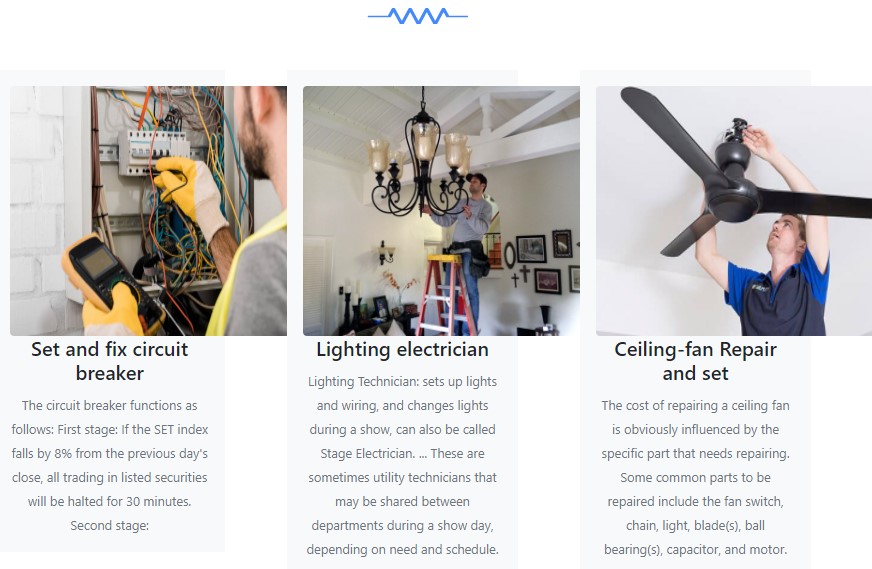 Set and fix circuit
breaker
The circuit breaker functions as
follows: First stage: If the SET index
falls by 8% from the previous day's
close, all trading in listed securities
will be halted for 30 minutes.
Second stage:
Lighting electrician
Lighting Technician: sets up lights
and wiring, and changes lights
during a show, can also be called
Stage Electrician. ... These are
sometimes utility technicians that
may be shared between
departments during a show day,
depending on need and schedule.
Ceiling-fan Repair
and set
The cost of repairing a ceiling fan
is obviously influenced by the
specific part that needs repairing.
Some common parts to be
repaired include the fan switch,
chain, light, blade(s), ball
bearing(s), capacitor, and motor.